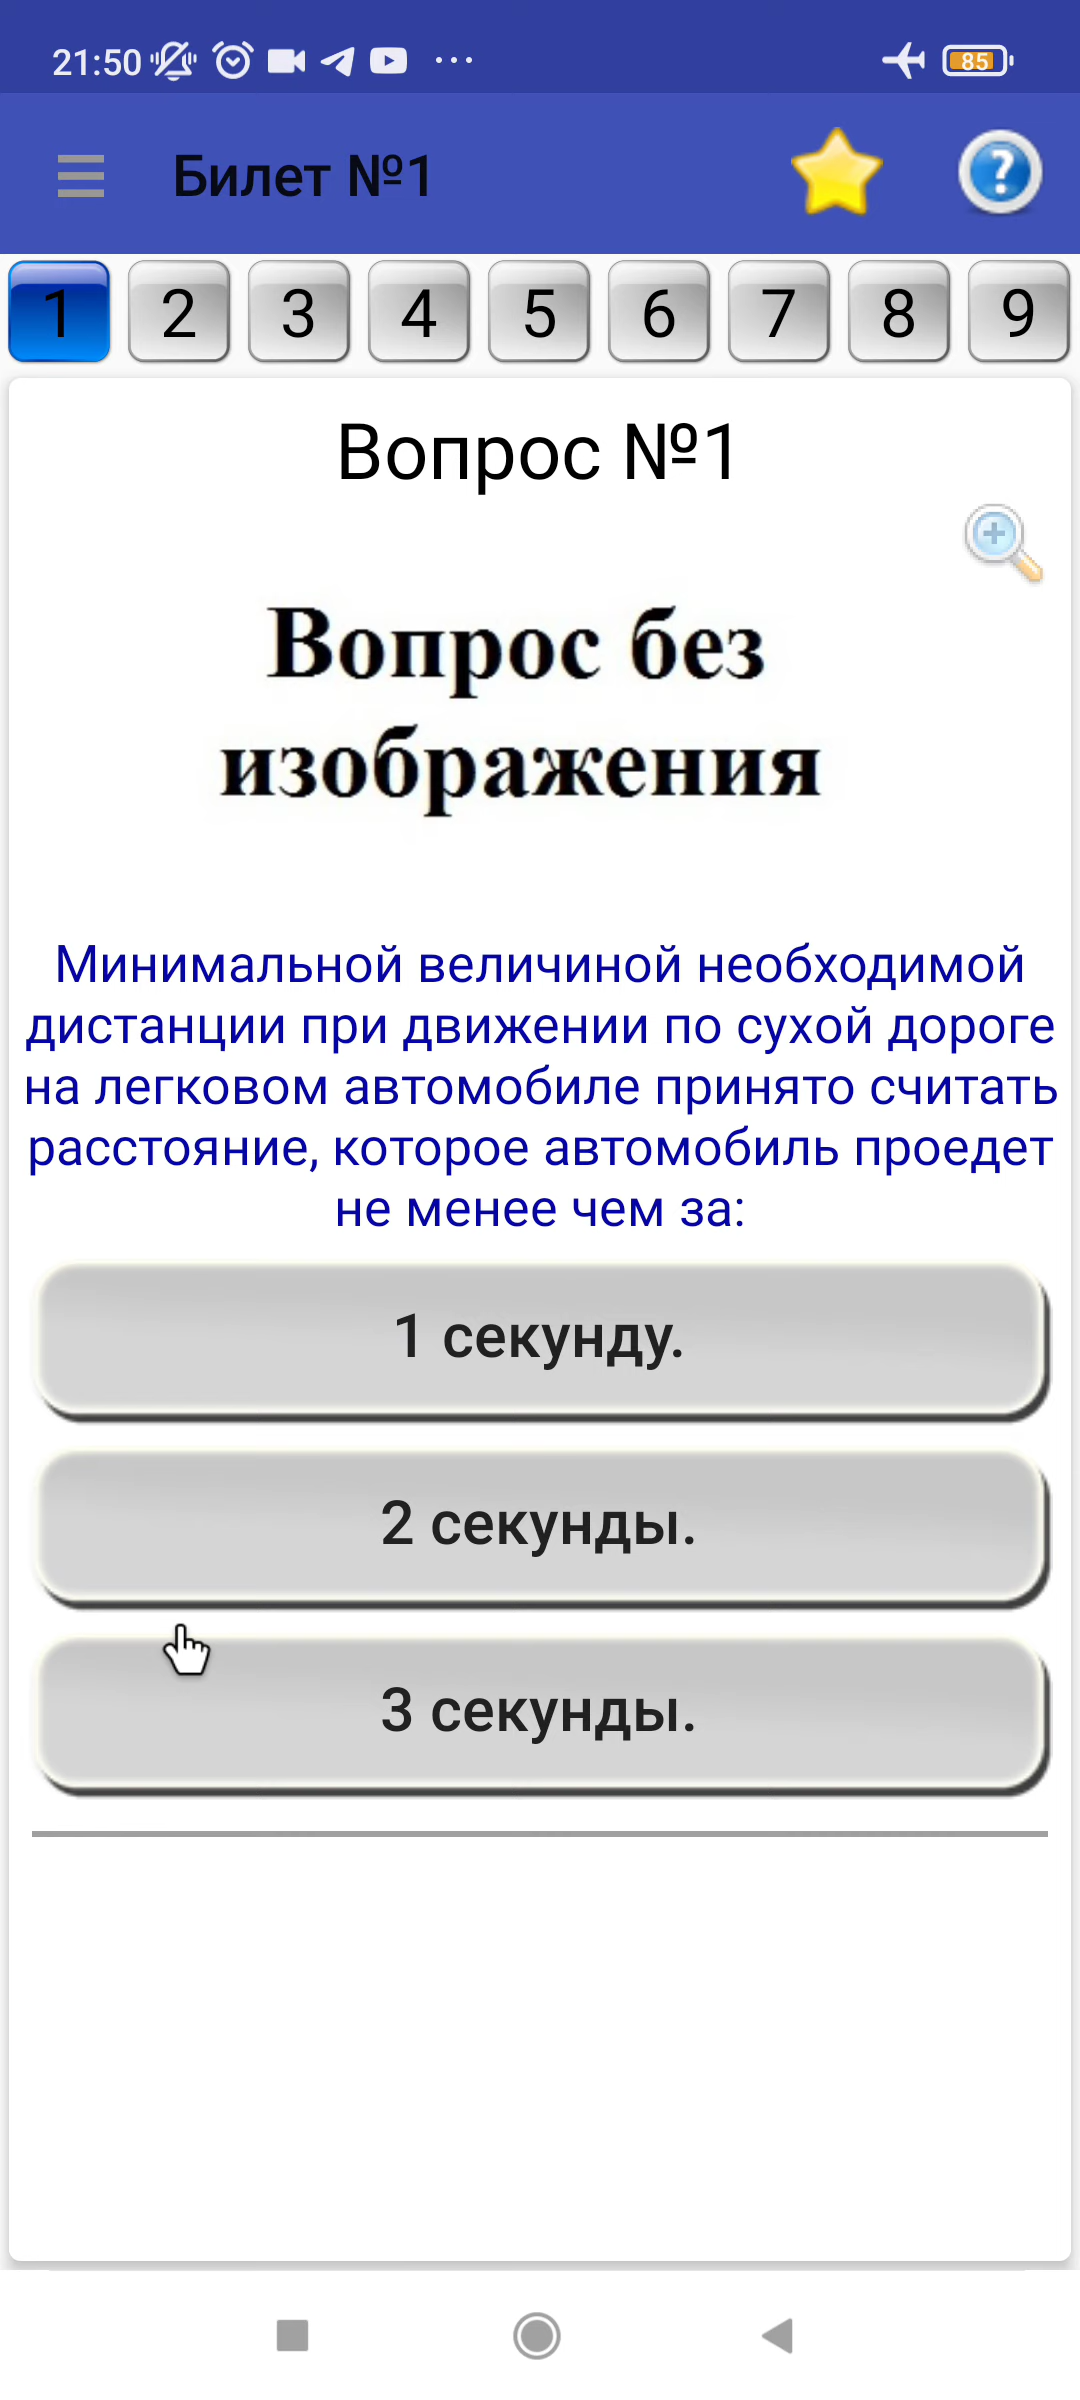 21:50
85
Билет №1
1 2 3 4 5 6 7 8 9
Вопрос №1
Вопрос без
изображения
Минимальной величиной необходимой
дистанции при движении по сухой дороге
на легковом автомобиле принято считать
расстояние, которое автомобиль проедет
не менее чем за:
1 секунду.
2 секунды.
3 секунды.